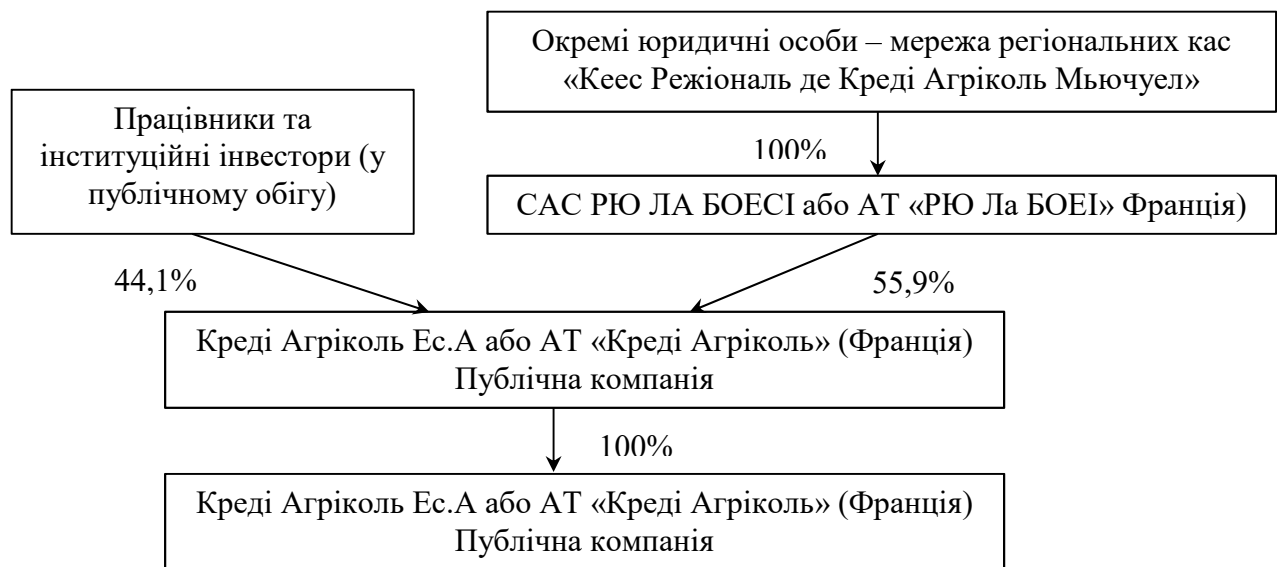 Окремі юридичні особи – мережа регіональних кас
«Кеес Режіональ де Креді Агріколь Мьючуел»
Працівники та
інституційні інвестори (у
публічному обігу)
100%
САС РЮ ЛА БОЕСІ або АТ «РЮ Ла БОЕІ» Франція)
44,1%
55,9%
Креді Агріколь Ес.А або АТ «Креді Агріколь» (Франція)
Публічна компанія
100%
Креді Агріколь Ес.А або АТ «Креді Агріколь» (Франція)
Публічна компанія